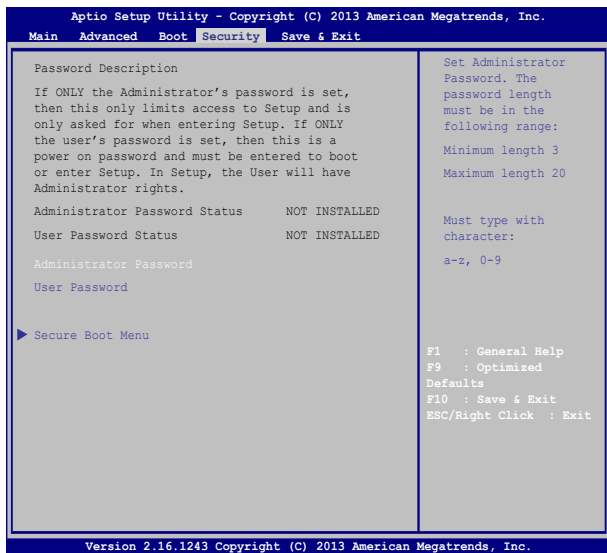 Aptio Setup Utility - Copyright (C) 2013 American Megatrends, Inc.
Main Advanced Boot Security Save & Exit
Password Description
If ONLY the Administrator's password is set,
then this only limits access to Setup and is
only asked for when entering Setup. If ONLY
the user's password is set, then this is a
power on password and must be entered to boot
or enter Setup. In Setup, the User will have
Administrator rights.
Administrator Password Status NOT INSTALLED
User Password Status NOT INSTALLED
Administrator Password
User Password
Secure Boot Menu
Set Administrator
Password. The
password length
must be in the
following range:
Minimum length 3
Maximum length 20
Must type with
character:
a-z, 0-9
F1 : General Help
F9 : Optimized
Defaults
F10 : Save & Exit
ESC/Right Click : Exit
Version 2.16.1243 Copyright (C) 2013 American Megatrends, Inc.